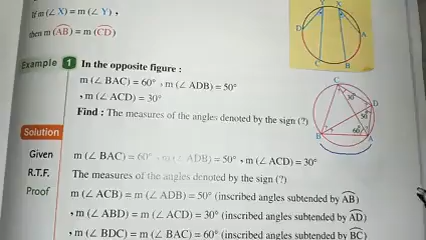 If m (∠ X) = m (∠ Y) ,
then m (AB) = m (CD)
Y X
D A
C B
Example 1 In the opposite figure :
m (∠ BAC) = 60° , m (∠ ADB) = 50°
, m (∠ ACD) = 30°
Find : The measures of the angles denoted by the sign (?)
C
30°
D
50°
60°
B A
Solution
Given m (∠ BAC) = 60° , m (∠ ADB) = 50° , m (∠ ACD) = 30°
R.T.F. The measures of the angles denoted by the sign (?)
Proof m (∠ ACB) = m (∠ ADB) = 50° (inscribed angles subtended by AB)
, m (∠ ABD) = m (∠ ACD) = 30° (inscribed angles subtended by AD)
, m (∠ BDC) = m (∠ BAC) = 60° (inscribed angles subtended by BC)